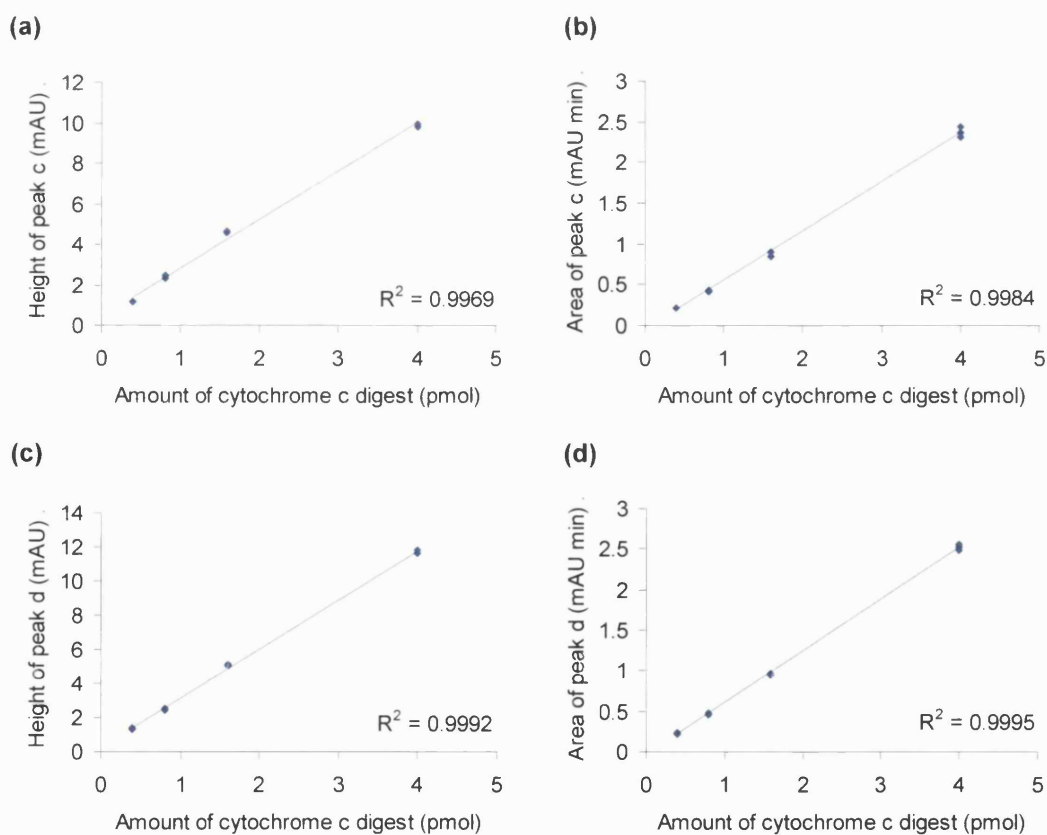 (a)
Height of peak c (mAU) .
12
10
8
6
4
2
0
0 1 2 3 4 5
R² = 0.9969
Amount of cytochrome c digest (pmol)
(b)
Area of peak c (mAU min) .
3
2.5
2
1.5
1
0.5
0
0 1 2 3 4 5
R² = 0.9984
Amount of cytochrome c digest (pmol)
(c)
Height of peak d (mAU) .
14
12
10
8
6
4
2
0
0 1 2 3 4 5
R² = 0.9992
Amount of cytochrome c digest (pmol)
(d)
Area of peak d (mAU min) .
3
2.5
2
1.5
1
0.5
0
0 1 2 3 4 5
R² = 0.9995
Amount of cytochrome c digest (pmol)